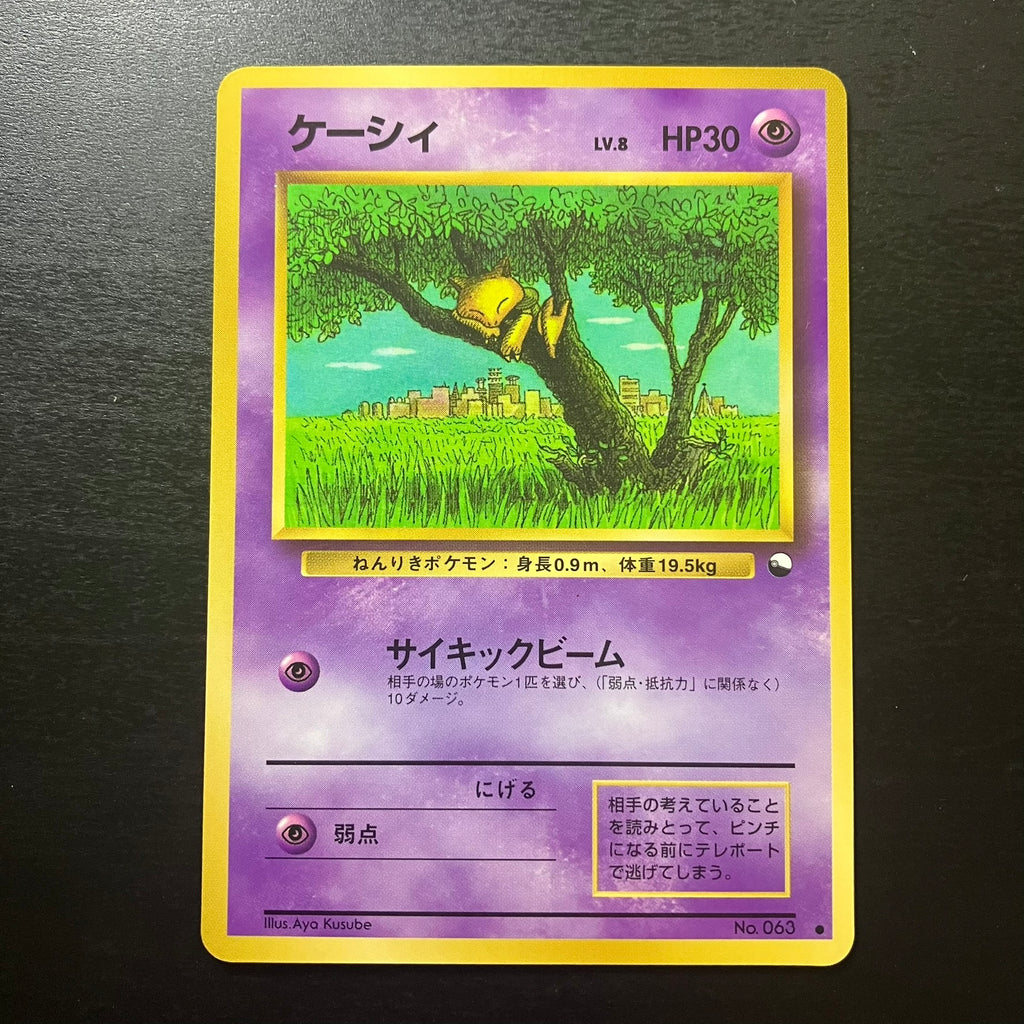 ケーシィ LV.8 HP30
ねんりきポケモン：身長0.9m、体重19.5kg
サイキックビーム
相手の場のポケモン1匹を選び、（「弱点・抵抗力」に関係なく）
10ダメージ。
にげる
弱点
相手の考えていること
を読みとって、ピンチ
になる前にテレポート
で逃げてしまう。
Illus.Aya Kusube No. 063